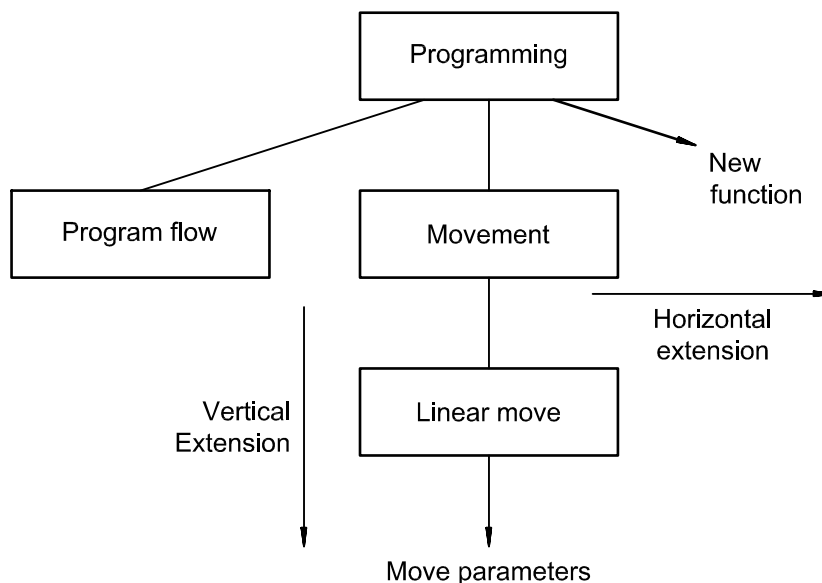 Programming
New
function
Program flow
Movement
Horizontal
extension
Vertical
Extension
Linear move
Move parameters